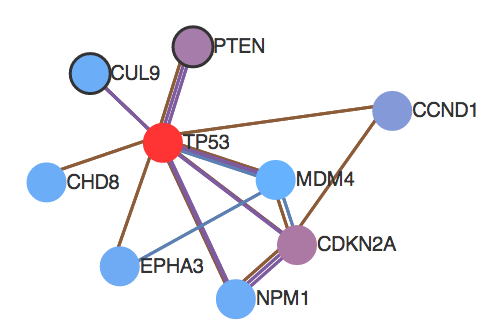 PTEN
CUL9
CCND1
TP53
CHD8
MDM4
CDKN2A
EPHA3
NPM1